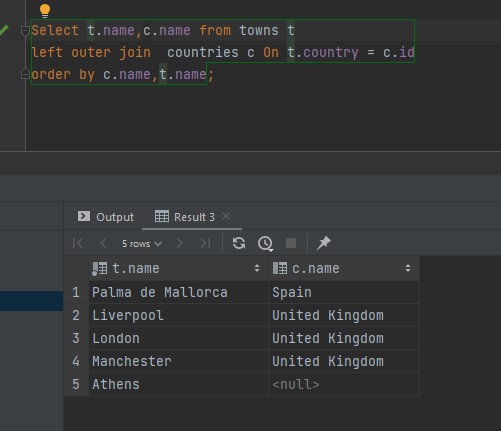 Select t.name,c.name from towns t
left outer join  countries c On t.country = c.id
order by c.name,t.name;
Output
Result 3
5 rows
t.name c.name
1 Palma de Mallorca Spain
2 Liverpool United Kingdom
3 London United Kingdom
4 Manchester United Kingdom
5 Athens <null>